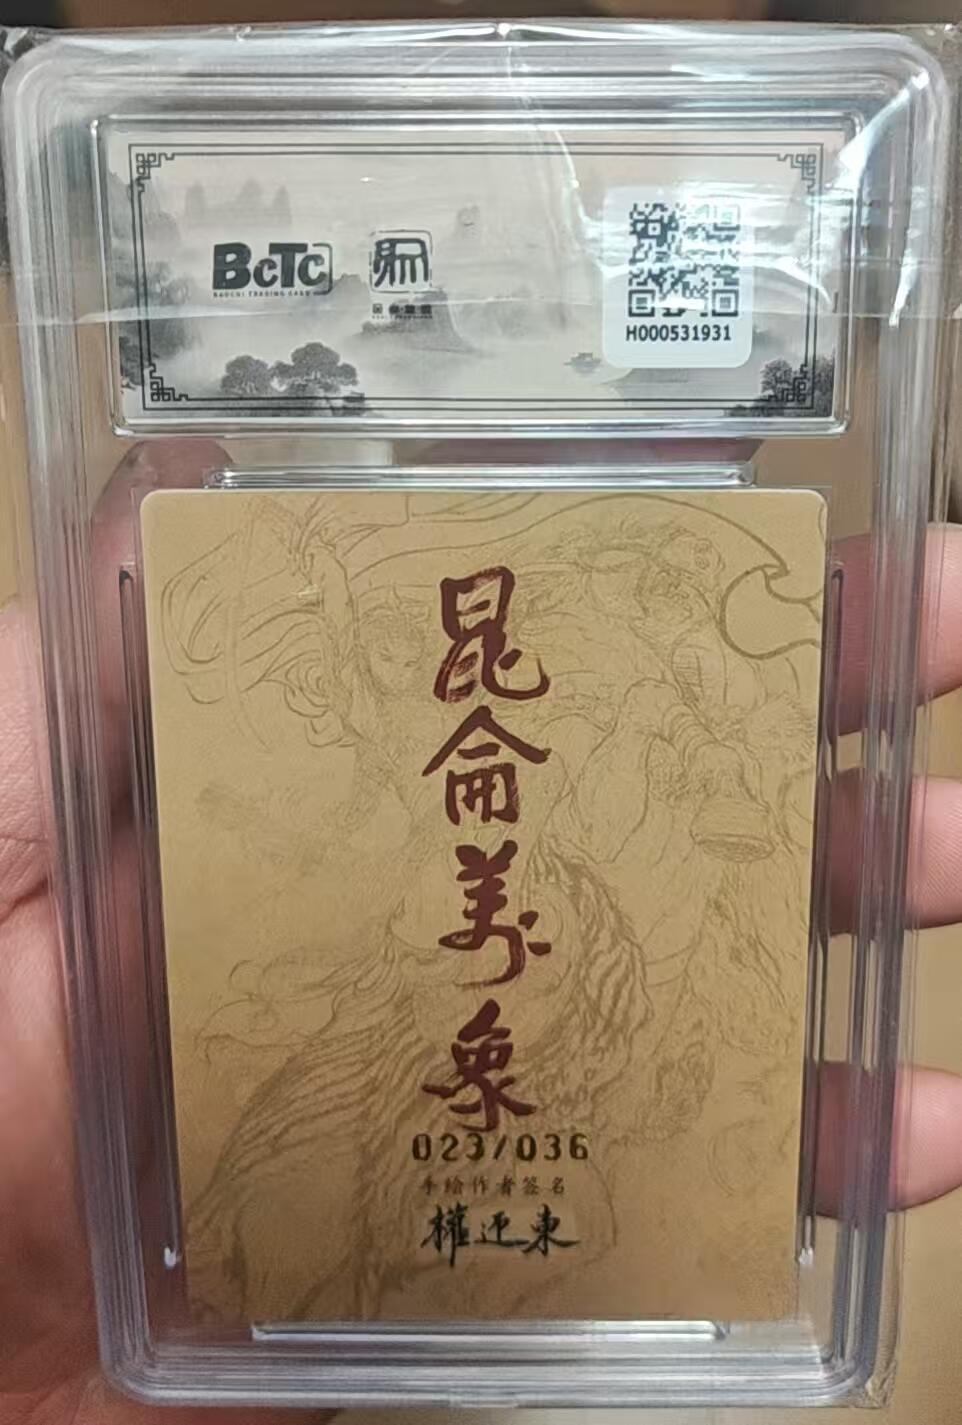 BCTC
BAOCHI TRADING CARD
H000531931
昆侖萬象
023/036
手绘作者签名
權迎東